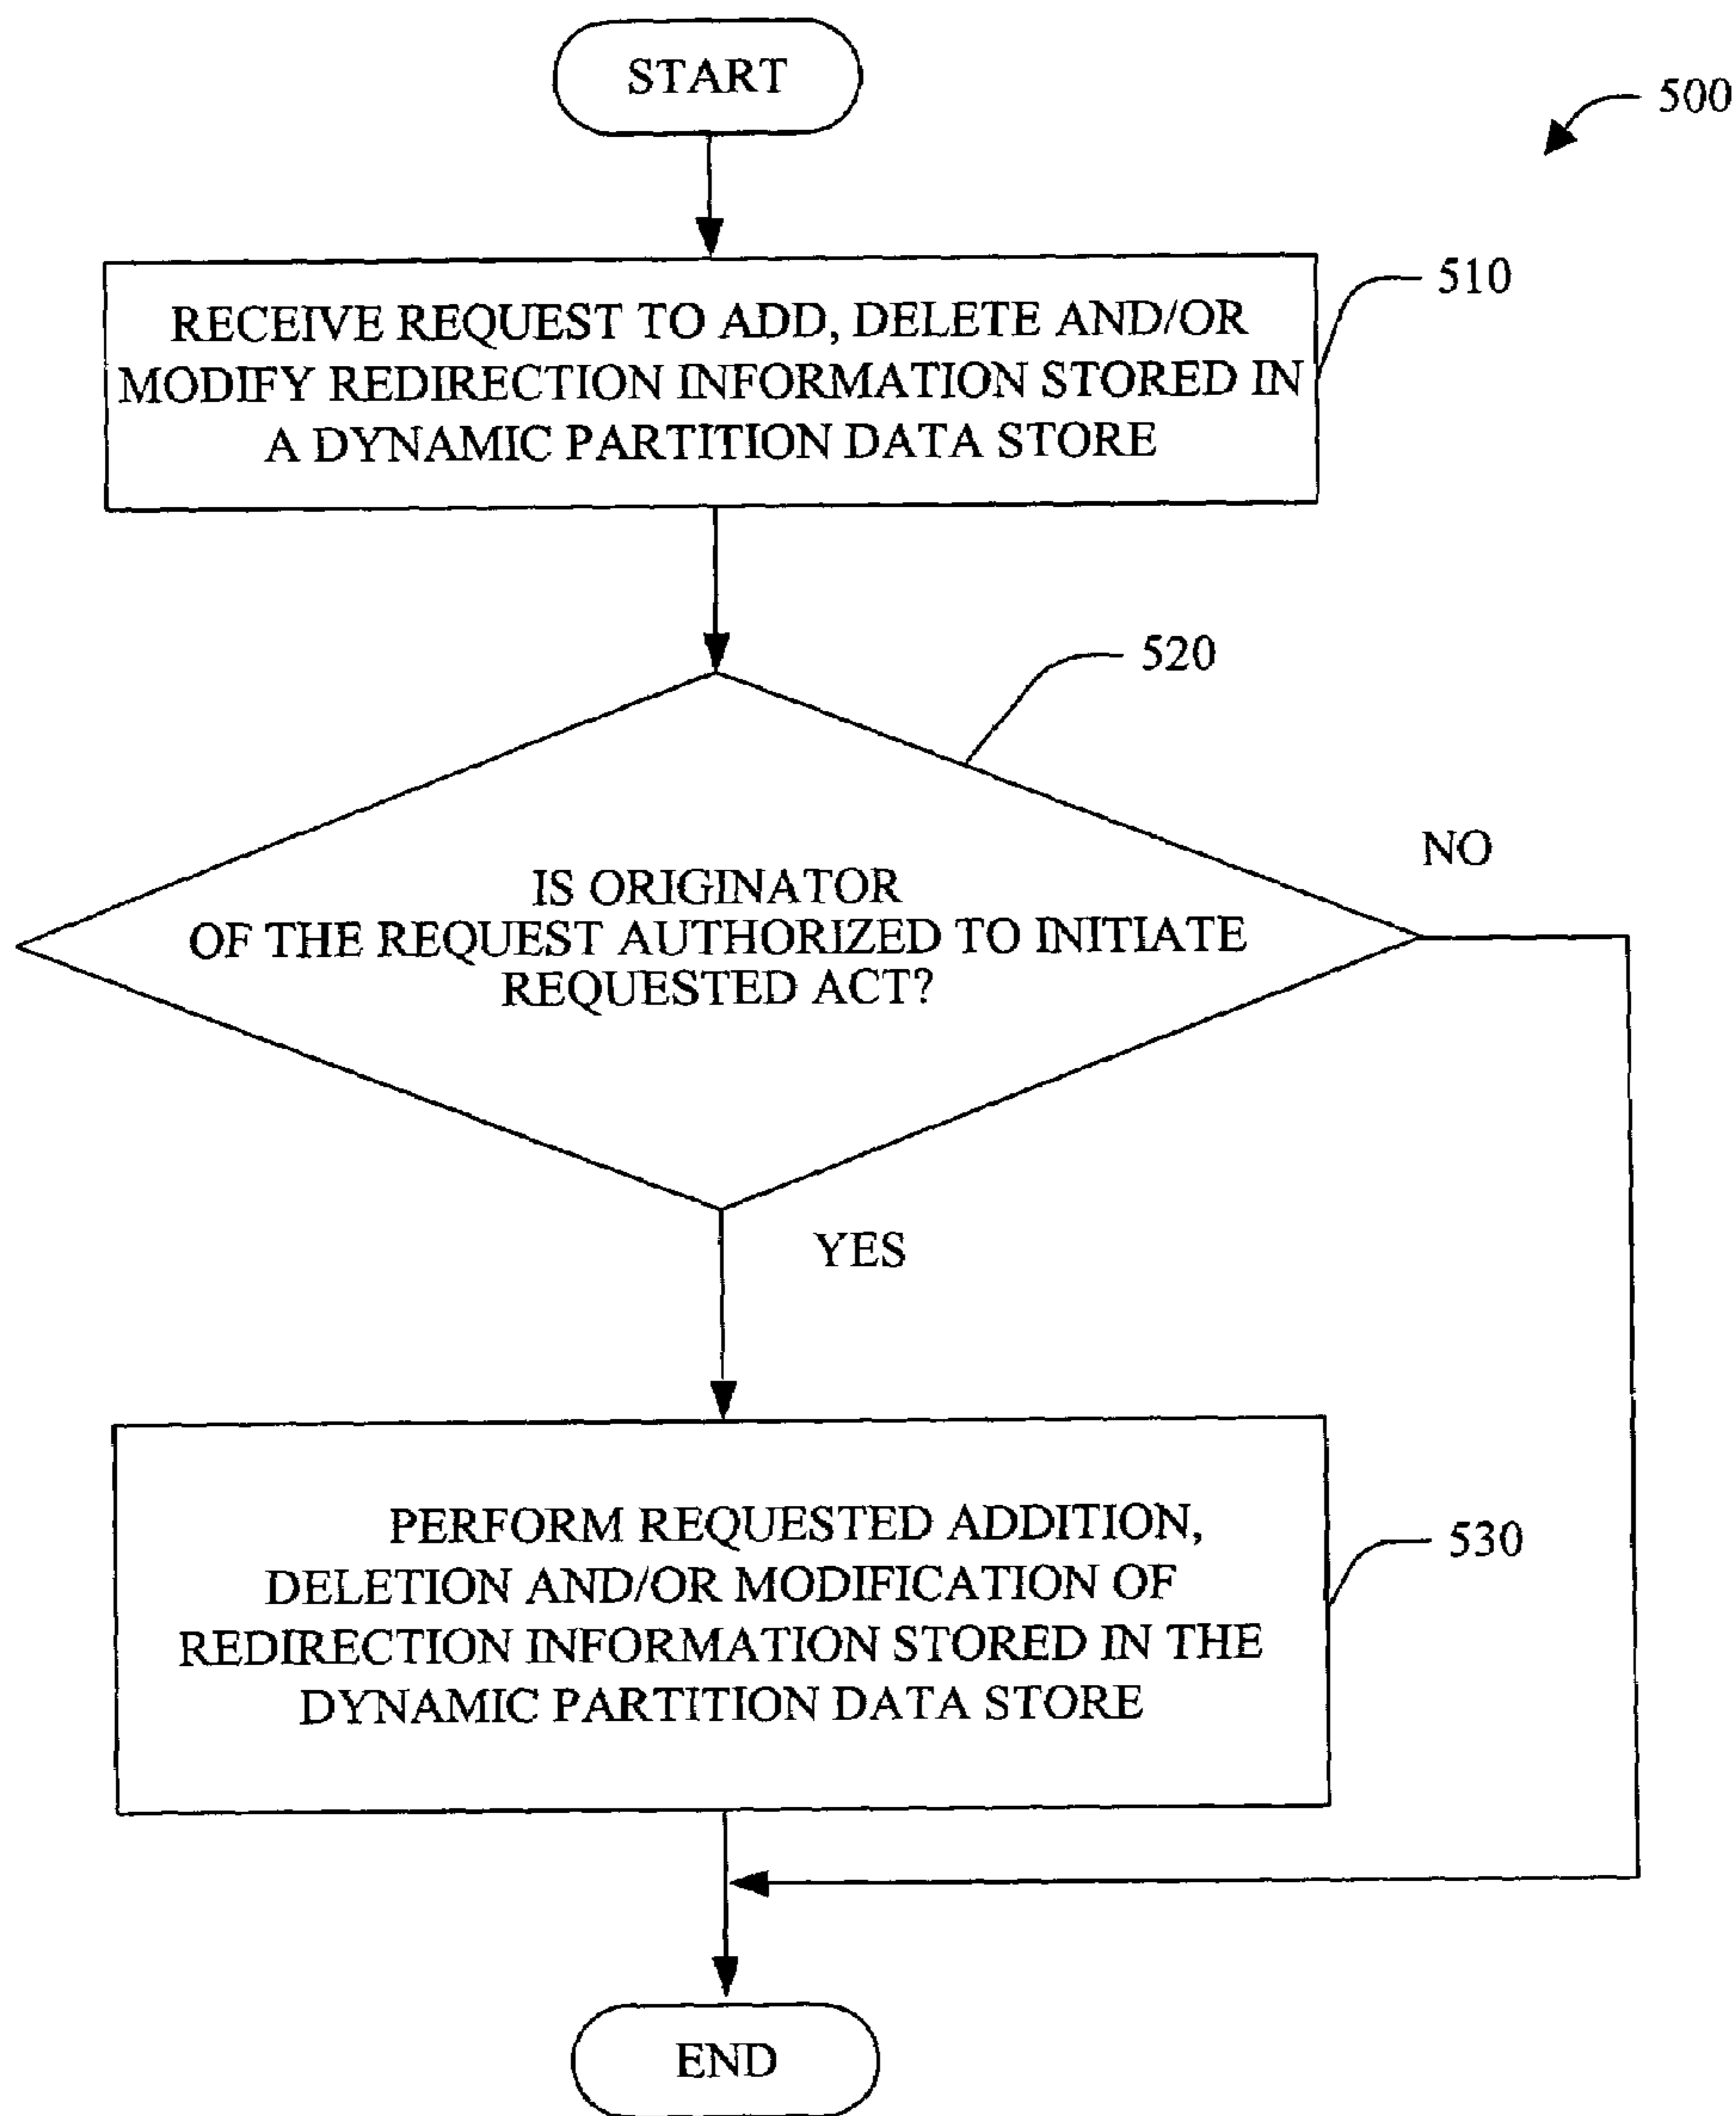 START
500
RECEIVE REQUEST TO ADD, DELETE AND/OR
MODIFY REDIRECTION INFORMATION STORED IN
A DYNAMIC PARTITION DATA STORE
510
520
IS ORIGINATOR
OF THE REQUEST AUTHORIZED TO INITIATE
REQUESTED ACT?
NO
YES
PERFORM REQUESTED ADDITION,
DELETION AND/OR MODIFICATION OF
REDIRECTION INFORMATION STORED IN THE
DYNAMIC PARTITION DATA STORE
530
END